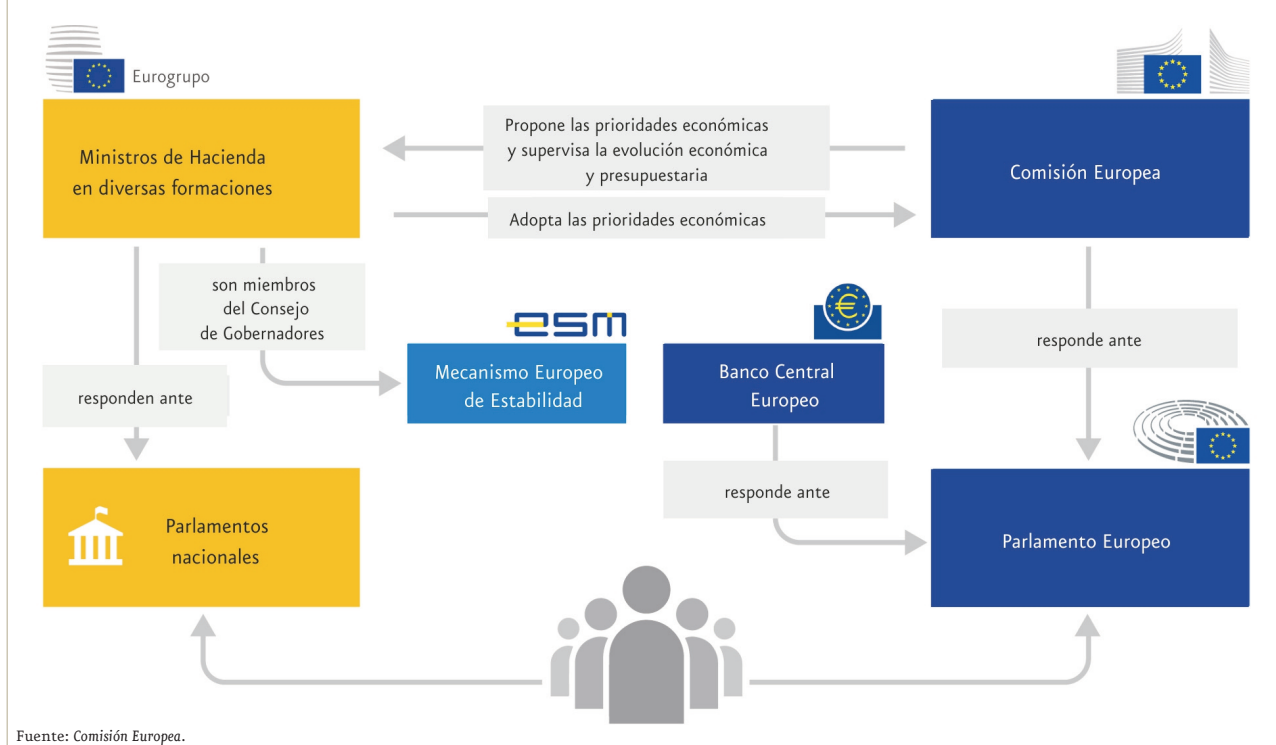 Eurogrupo
Ministros de Hacienda
en diversas formaciones
Propone las prioridades económicas
y supervisa la evolución económica
y presupuestaria
Adopta las prioridades económicas
Comisión Europea
son miembros
del Consejo
de Gobernadores
esm
Mecanismo Europeo
de Estabilidad
€
Banco Central
Europeo
responde ante
responden ante
responde ante
Parlamentos
nacionales
Parlamento Europeo
Fuente: Comisión Europea.